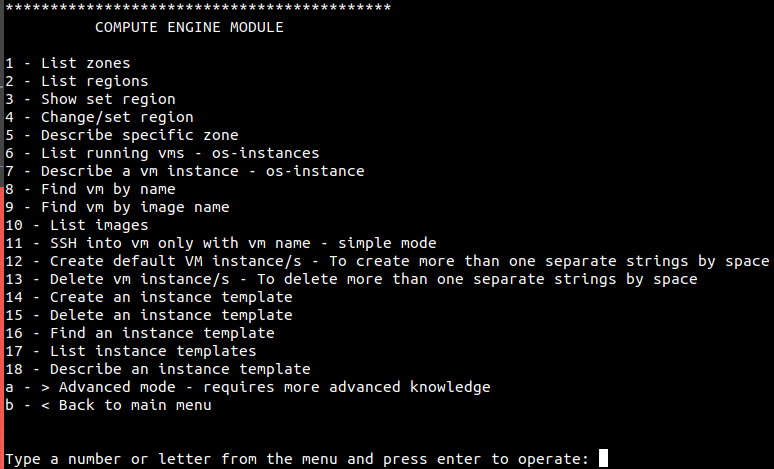 *******************************************
COMPUTE ENGINE MODULE
1 - List zones
2 - List regions
3 - Show set region
4 - Change/set region
5 - Describe specific zone
6 - List running vms - os-instances
7 - Describe a vm instance - os-instance
8 - Find vm by name
9 - Find vm by image name
10 - List images
11 - SSH into vm only with vm name - simple mode
12 - Create default VM instance/s - To create more than one separate strings by space
13 - Delete vm instance/s - To delete more than one separate strings by space
14 - Create an instance template
15 - Delete an instance template
16 - Find an instance template
17 - List instance templates
18 - Describe an instance template
a - > Advanced mode - requires more advanced knowledge
b - < Back to main menu
Type a number or letter from the menu and press enter to operate: